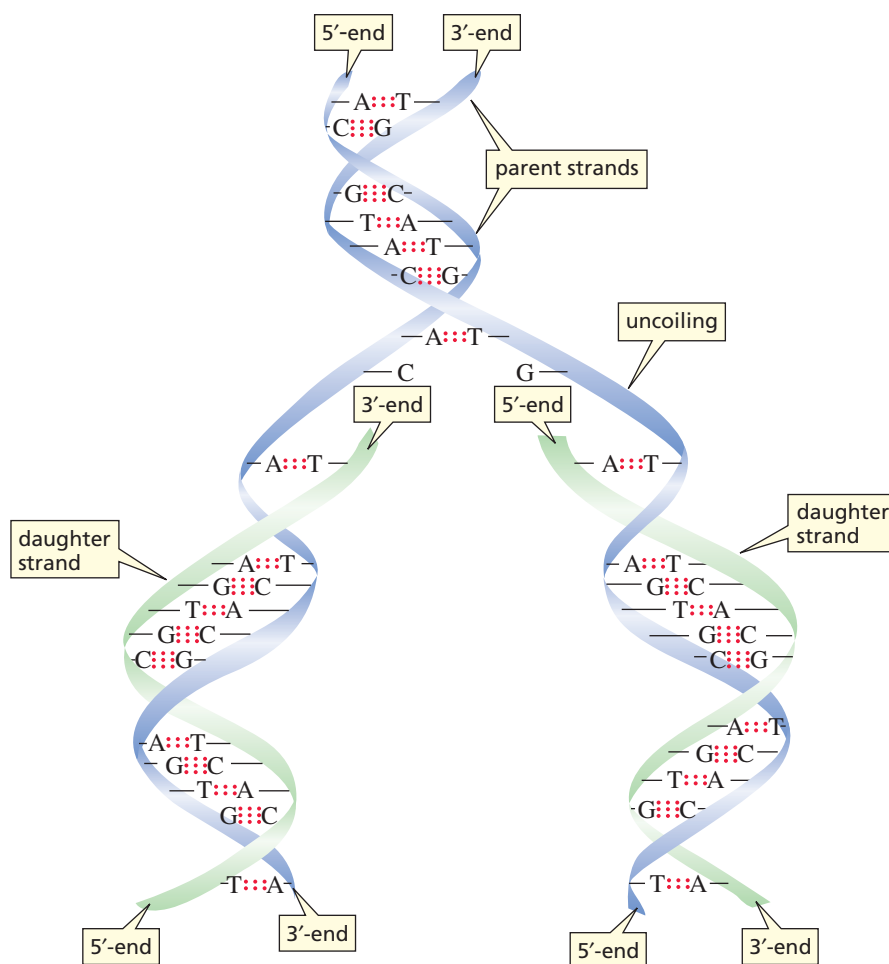 5′-end 3′-end
A T
C G
parent strands
G C
T A
A T
C G
uncoiling
A T
C G
3′-end 5′-end
A T A T
daughter
strand
daughter
strand
A T A T
G C G C
T A T A
G C G C
C G C G
A T
A T
G C
G C
T A
T A
G C
G C
T A T A
5′-end 3′-end 5′-end 3′-end